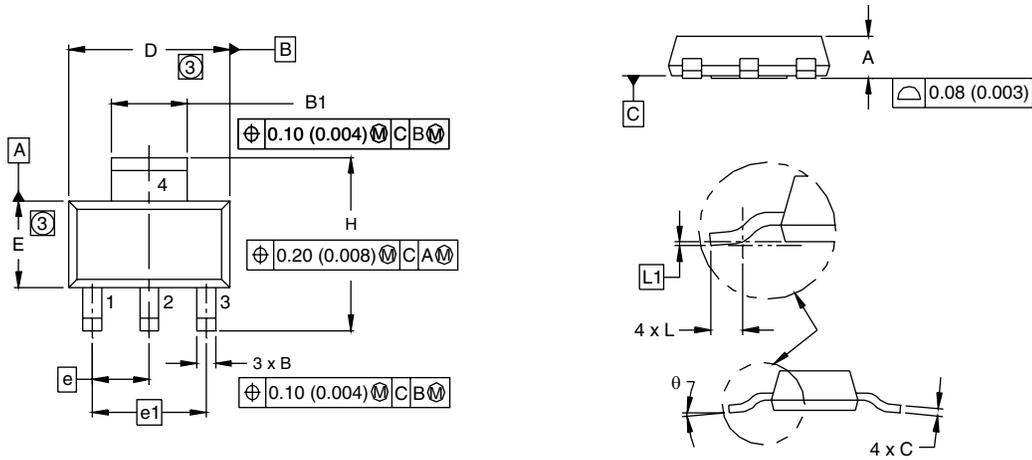 D
B
3
B1
⌖ 0.10 (0.004) Ⓜ C B Ⓜ
A
4
3
E
H
⌖ 0.20 (0.008) Ⓜ C A Ⓜ
1 2 3
3 x B
e
⌖ 0.10 (0.004) Ⓜ C B Ⓜ
e1
A
C
⌓ 0.08 (0.003)
L1
4 x L
θ
4 x C